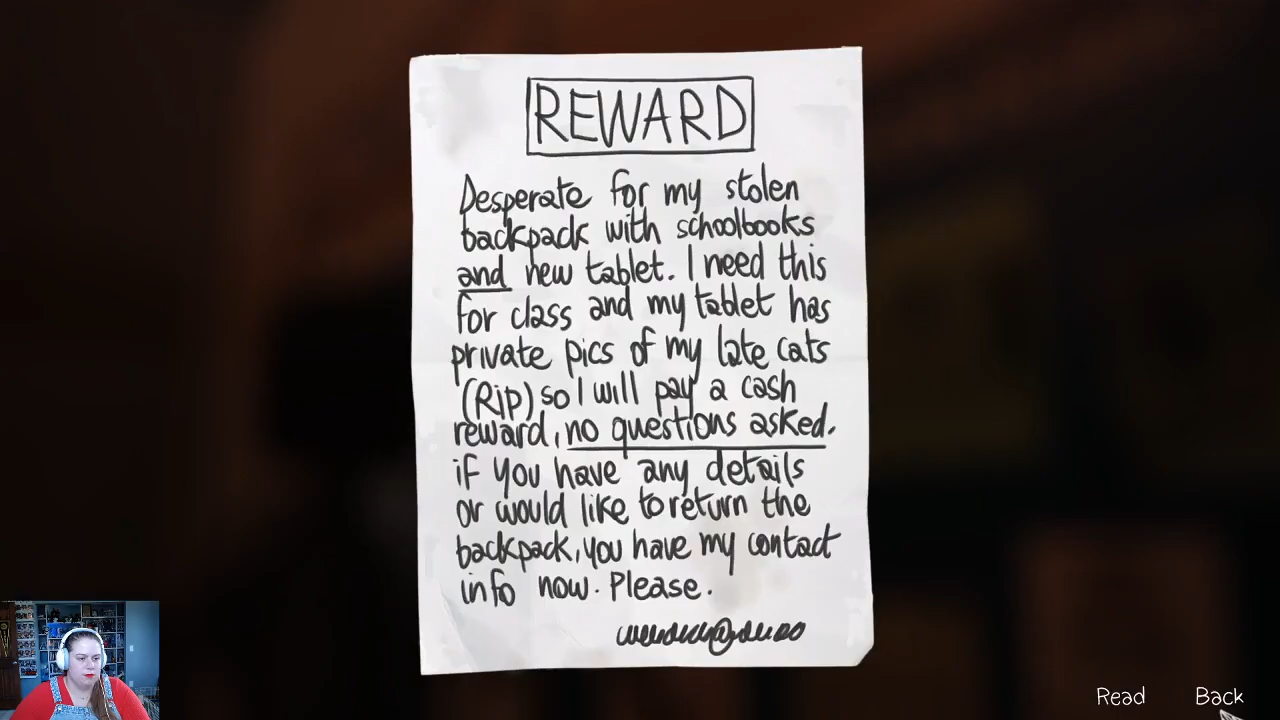 REWARD
Desperate for my stolen
backpack with schoolbooks
and new tablet. I need this
for class and my tablet has
private pics of my late cats
(Rip) so I will pay a cash
reward, no questions asked.
if you have any details
or would like to return the
backpack, you have my contact
info now. Please.
Read
Back